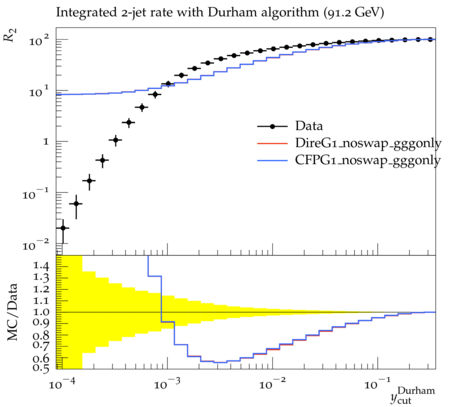 Integrated 2-jet rate with Durham algorithm (91.2 GeV)
R₂
10²
10¹
1
10⁻¹
10⁻²
Data
DireG1_noswap_gggonly
CFPG1_noswap_gggonly
MC/Data
1.4
1.3
1.2
1.1
1.0
0.9
0.8
0.7
0.6
0.5
10⁻⁴ 10⁻³ 10⁻² 10⁻¹
y_cut^Durham